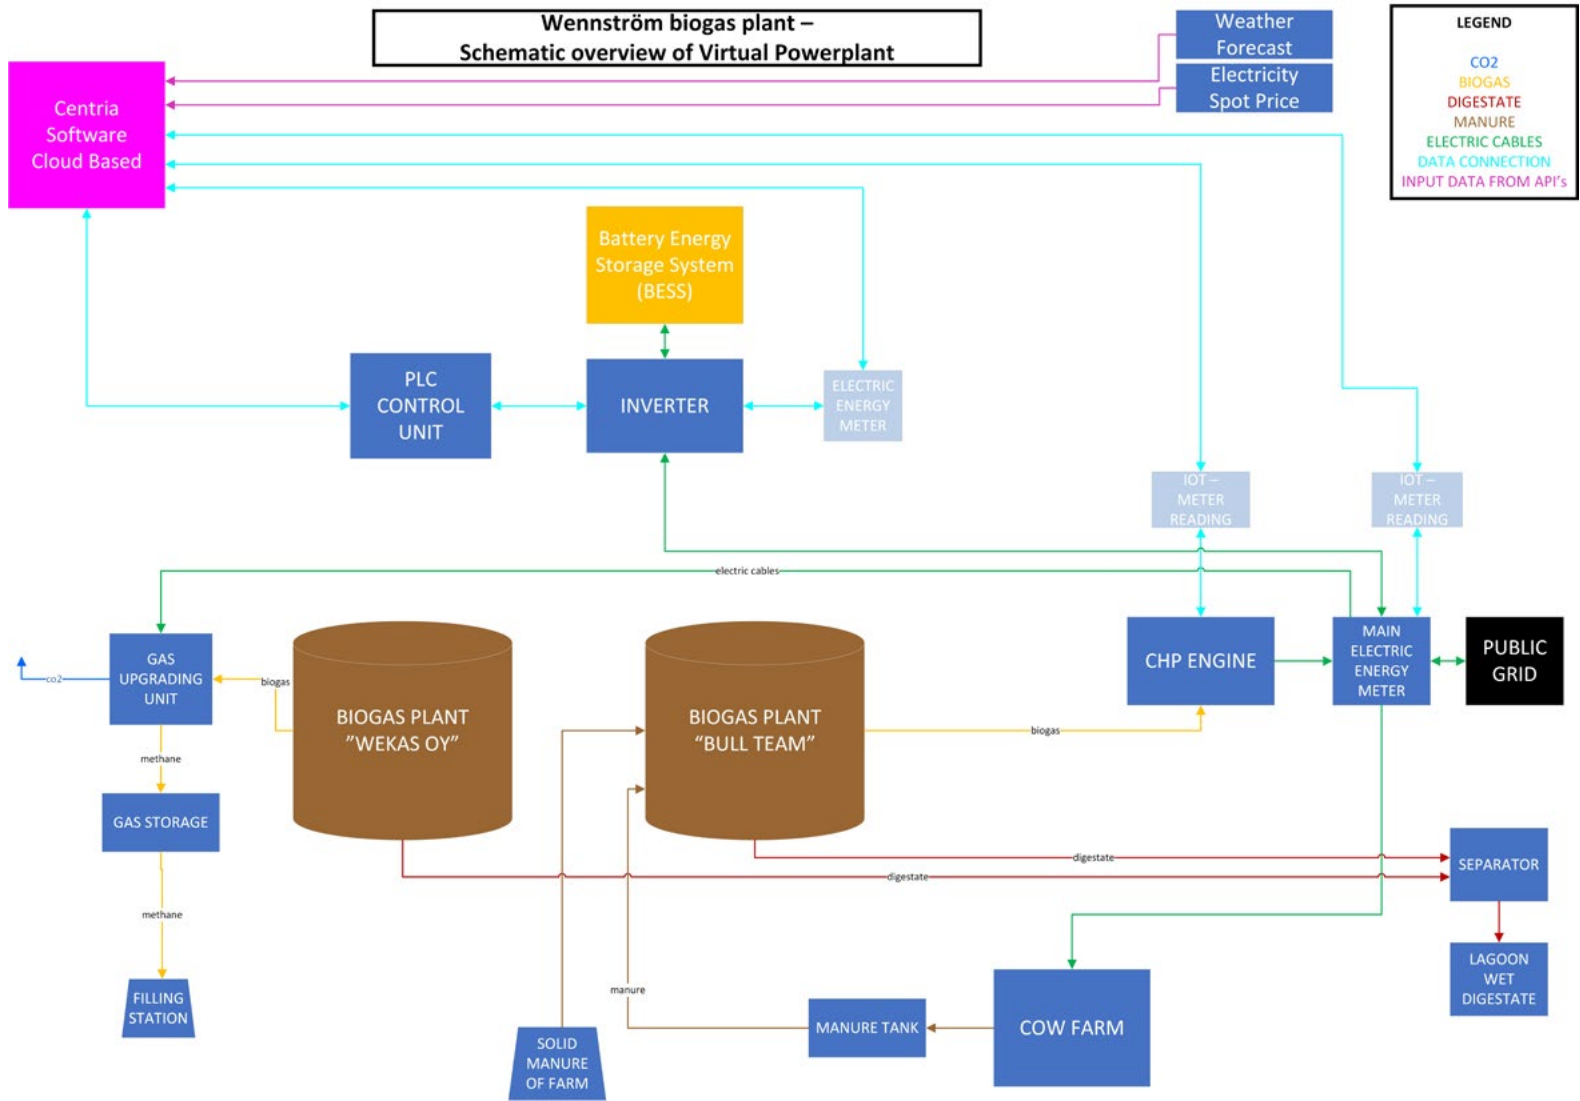 Wennström biogas plant –
Schematic overview of Virtual Powerplant
Weather
Forecast
Electricity
Spot Price
LEGEND
CO2
BIOGAS
DIGESTATE
MANURE
ELECTRIC CABLES
DATA CONNECTION
INPUT DATA FROM API's
Centria
Software
Cloud Based
Battery Energy
Storage System
(BESS)
PLC
CONTROL
UNIT
INVERTER
ELECTRIC
ENERGY
METER
IOT –
METER
READING
IOT –
METER
READING
electric cables
GAS
UPGRADING
UNIT
co2
biogas
BIOGAS PLANT
”WEKAS OY”
BIOGAS PLANT
“BULL TEAM”
biogas
CHP ENGINE
MAIN
ELECTRIC
ENERGY
METER
PUBLIC
GRID
methane
GAS STORAGE
methane
FILLING
STATION
digestate
digestate
SEPARATOR
LAGOON
WET
DIGESTATE
manure
SOLID
MANURE
OF FARM
MANURE TANK
COW FARM